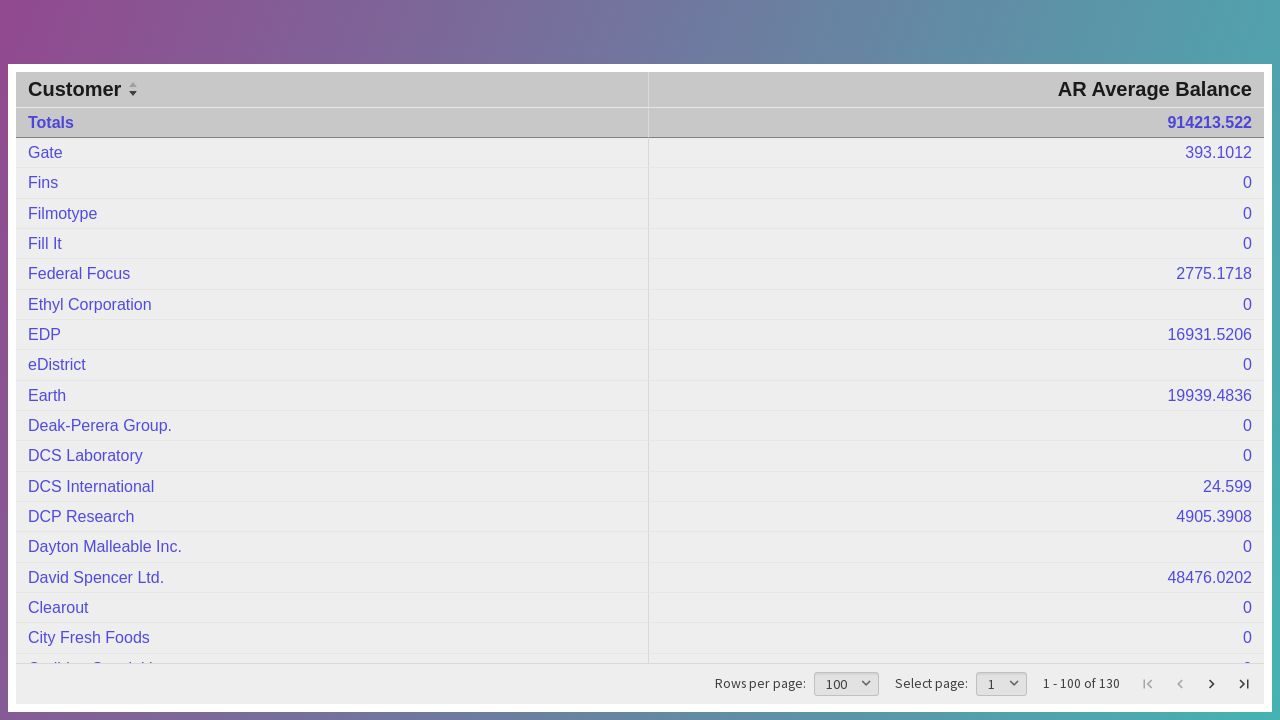 Customer AR Average Balance
Totals 914213.522
Gate 393.1012
Fins 0
Filmotype 0
Fill It 0
Federal Focus 2775.1718
Ethyl Corporation 0
EDP 16931.5206
eDistrict 0
Earth 19939.4836
Deak-Perera Group. 0
DCS Laboratory 0
DCS International 24.599
DCP Research 4905.3908
Dayton Malleable Inc. 0
David Spencer Ltd. 48476.0202
Clearout 0
City Fresh Foods 0
Rows per page: 100 Select page: 1 1 - 100 of 130